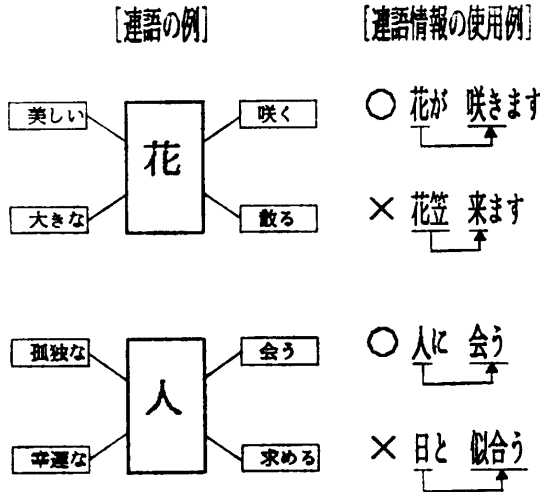 ［連語の例］
［連語情報の使用例］
美しい
咲く
花
大きな
散る
○ 花が 咲きます
× 花笠 来ます
孤独な
会う
人
幸運な
求める
○ 人に 会う
× 日と 似合う